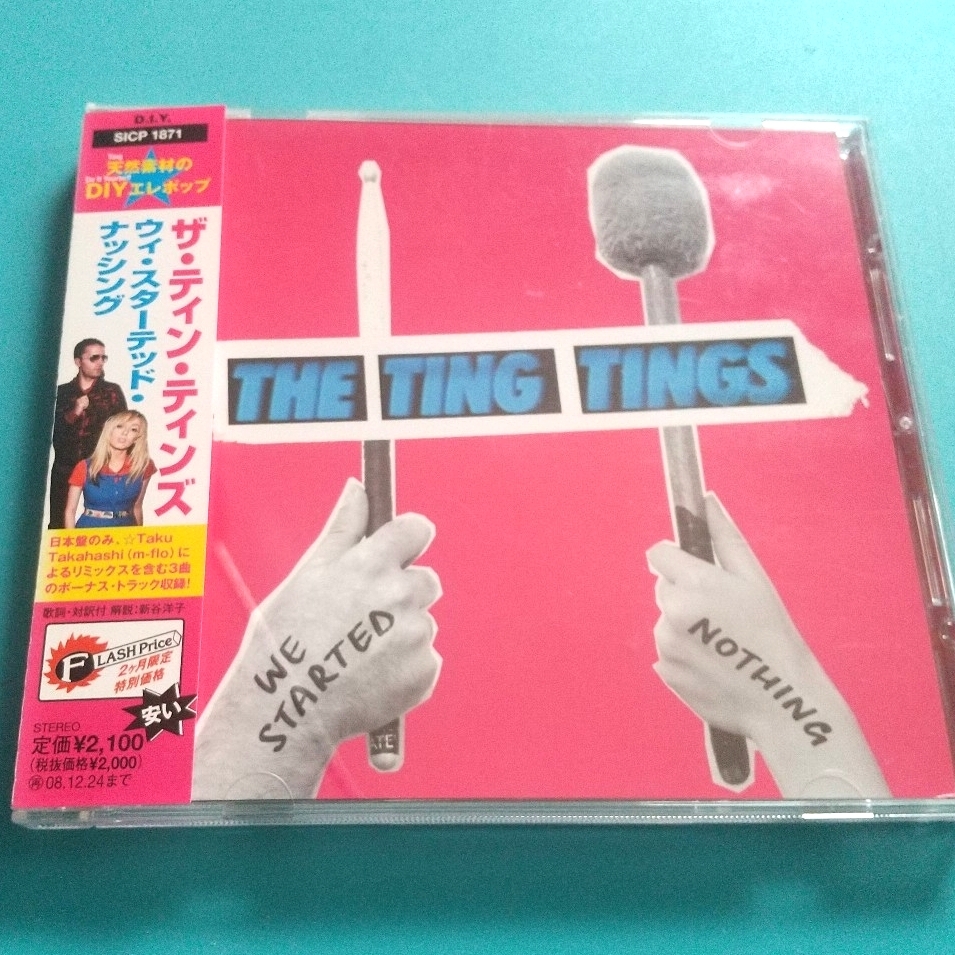 D.I.Y.
SICP 1871
天然素材の
DIYエレポップ
ザ・ティン・ティンズ
ウィ・スターテッド・
ナッシング
日本盤のみ、☆Taku
Takahashi (m-flo) に
よるリミックスを含む3曲
のボーナス・トラック収録!
歌詞・対訳付 解説:新谷洋子
FLASH Price
2ヶ月限定
特別価格
安い
STEREO
定価¥2,100
(税抜価格¥2,000)
㋐08.12.24まで
THE TING TINGS
WE
STARTED
NOTHING